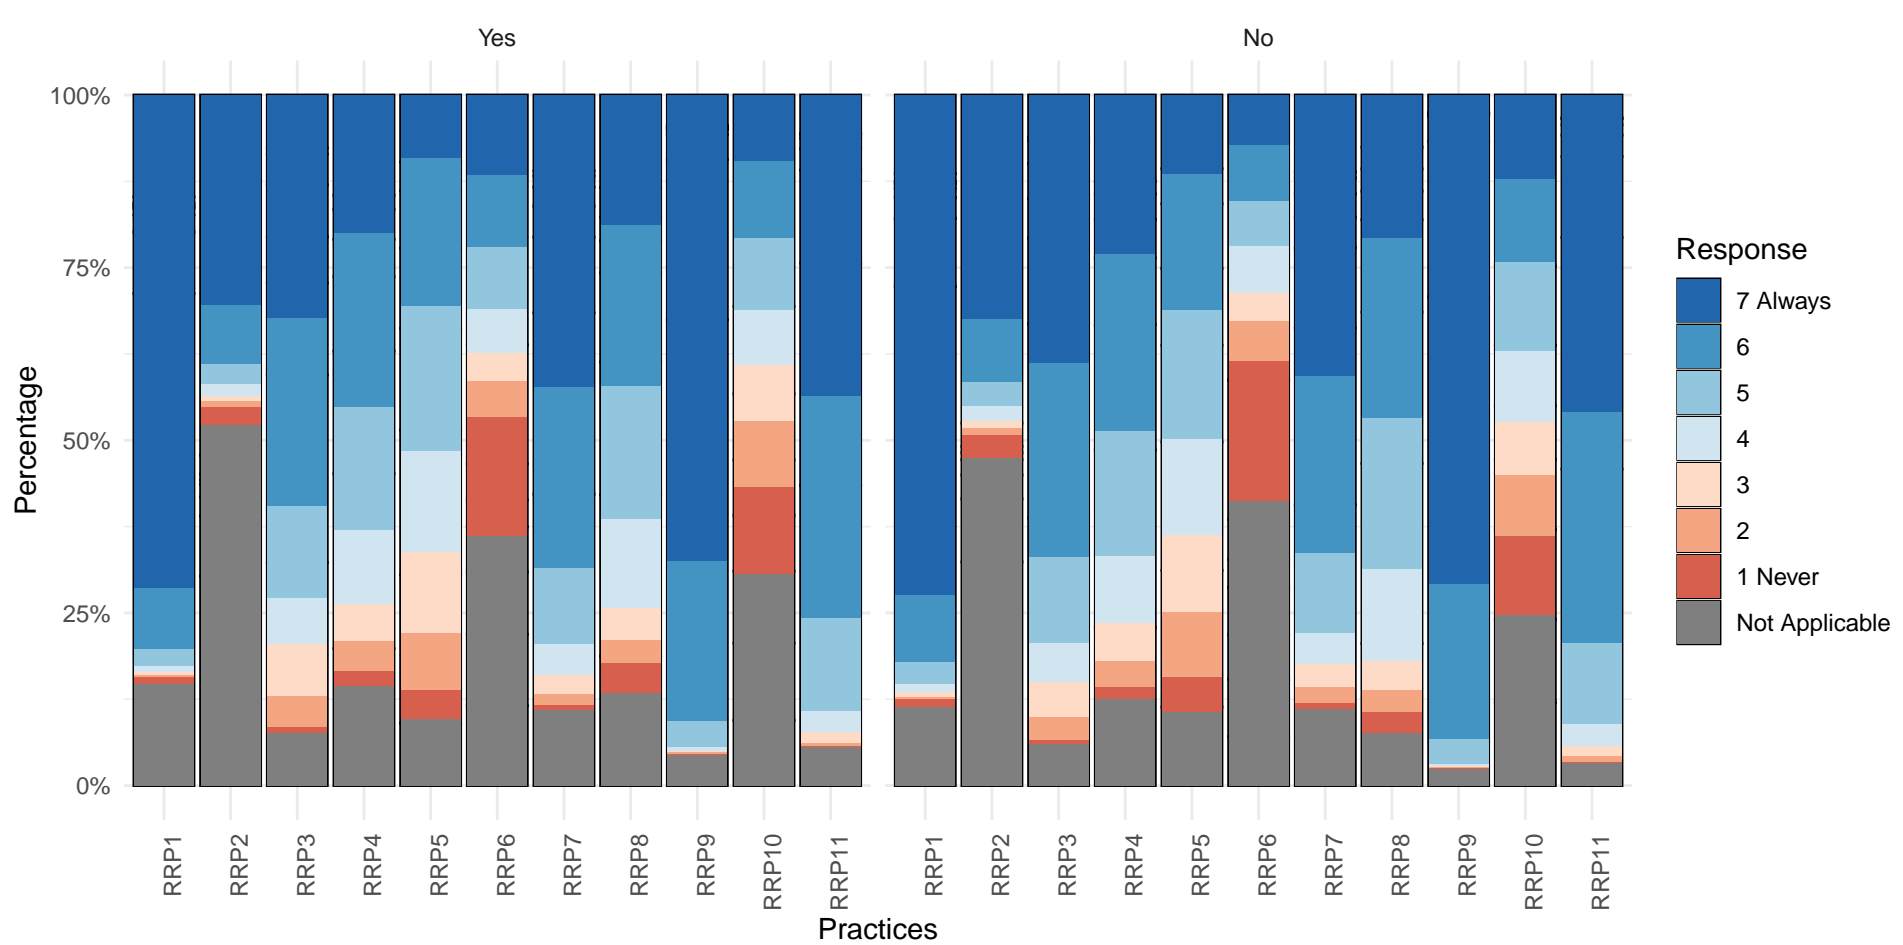 Yes
No
100%
75%
50%
25%
0%
Percentage
RRP1
RRP2
RRP3
RRP4
RRP5
RRP6
RRP7
RRP8
RRP9
RRP10
RRP11
RRP1
RRP2
RRP3
RRP4
RRP5
RRP6
RRP7
RRP8
RRP9
RRP10
RRP11
Practices
Response
7 Always
6
5
4
3
2
1 Never
Not Applicable